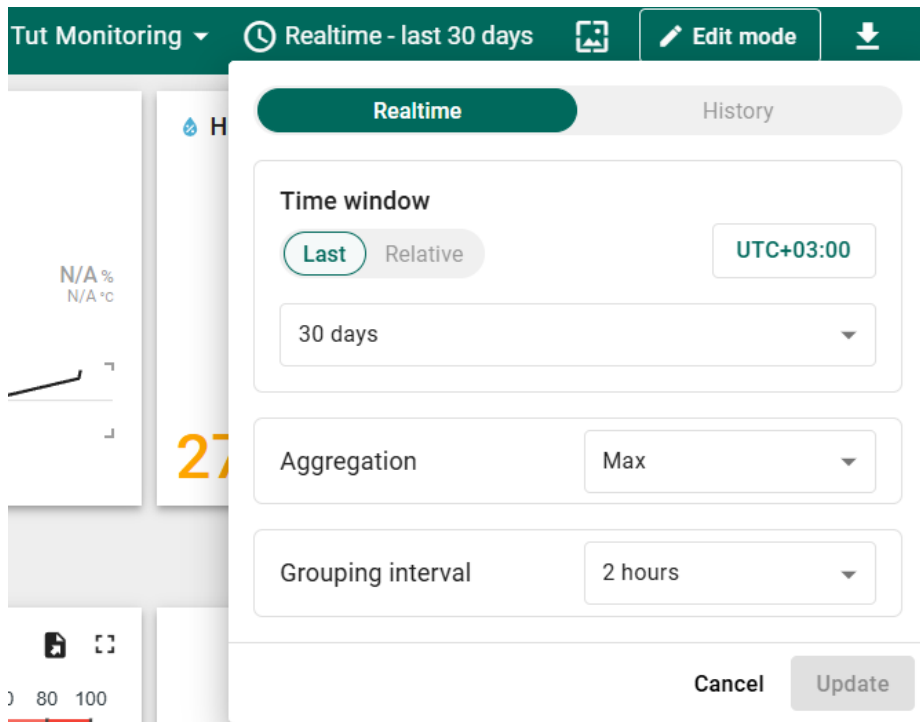 Tut Monitoring
Realtime - last 30 days
Edit mode
Realtime
History
H
Time window
Last
Relative
UTC+03:00
N/A %
N/A °C
30 days
27
Aggregation
Max
Grouping interval
2 hours
80 100
Cancel
Update